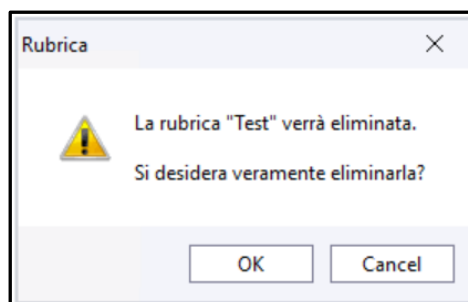 Rubrica
La rubrica "Test" verrà eliminata.
Si desidera veramente eliminarla?
OK
Cancel